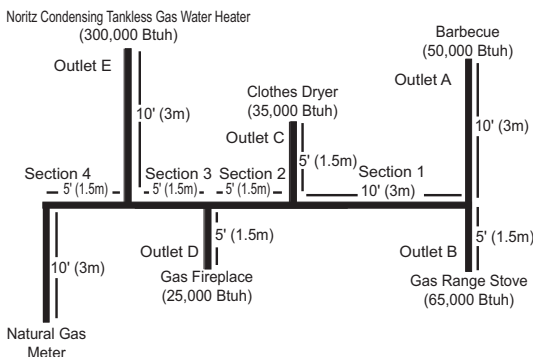 Noritz Condensing Tankless Gas Water Heater
(300,000 Btuh)
Outlet E
10' (3m)
Barbecue
(50,000 Btuh)
Outlet A
10' (3m)
Clothes Dryer
(35,000 Btuh)
Outlet C
5' (1.5m)
Section 4
5' (1.5m)
Section 3
5' (1.5m)
Section 2
5' (1.5m)
Section 1
10' (3m)
10' (3m)
Natural Gas
Meter
Outlet D
5' (1.5m)
Gas Fireplace
(25,000 Btuh)
Outlet B
5' (1.5m)
Gas Range Stove
(65,000 Btuh)